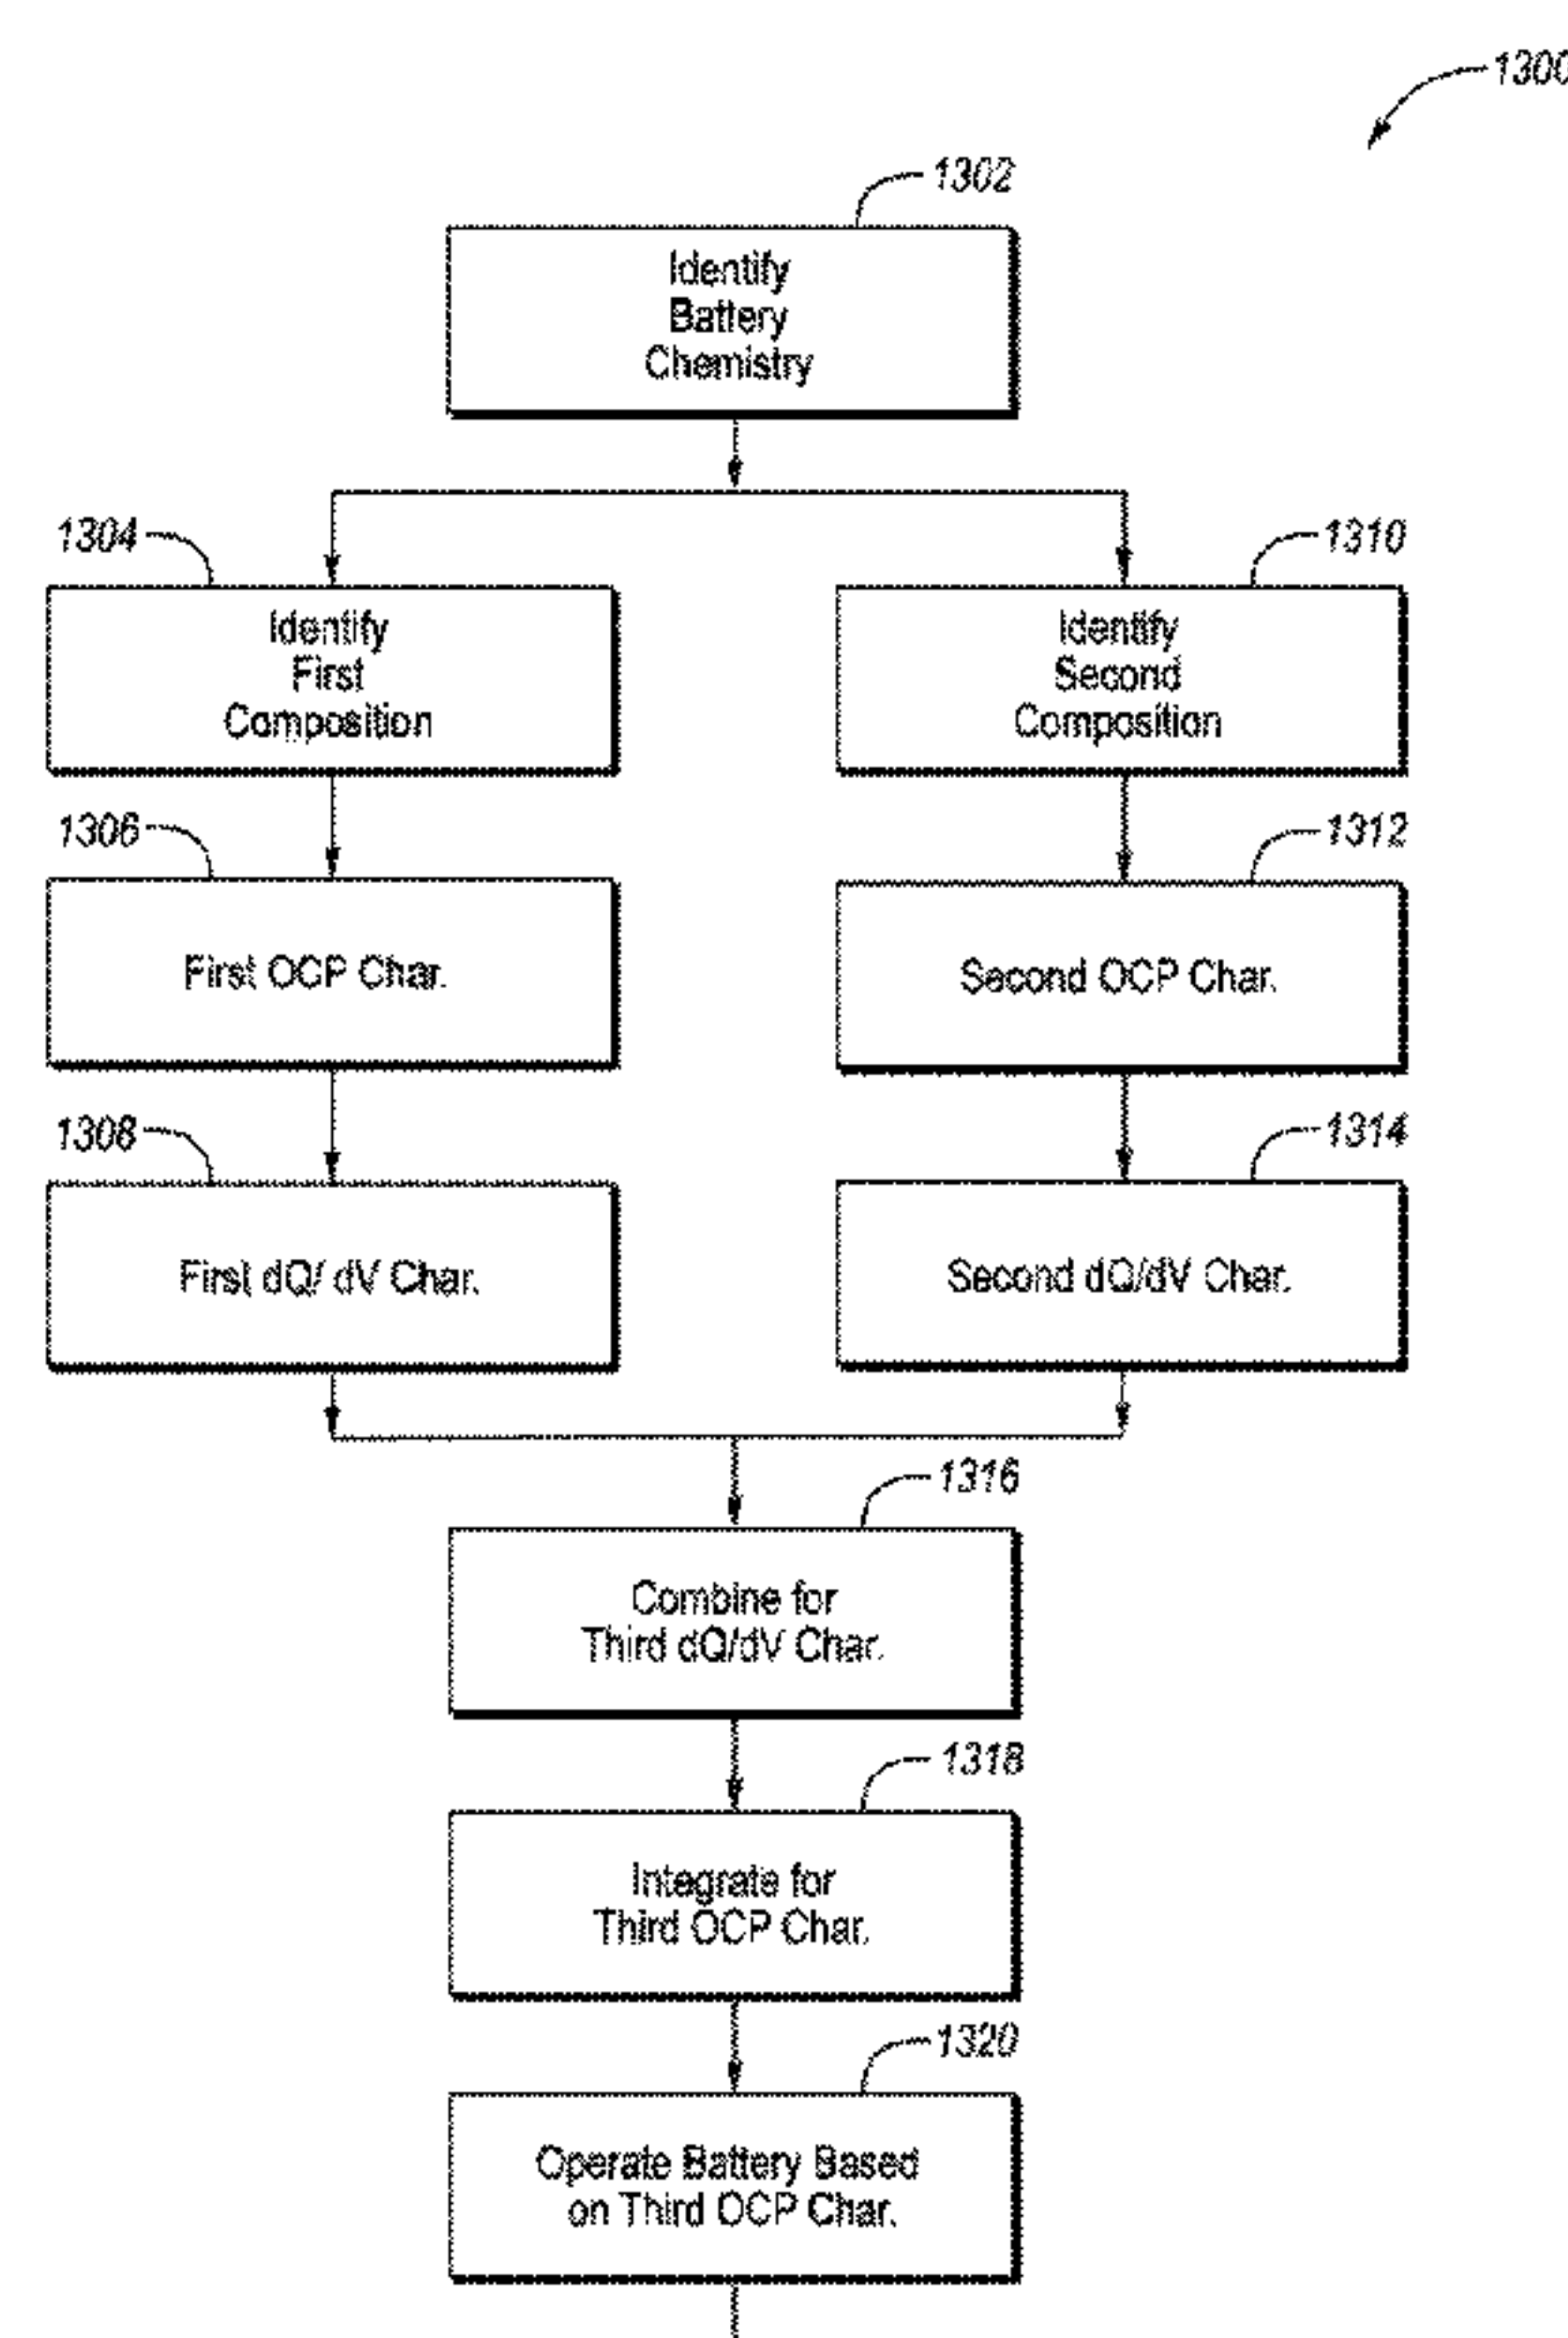 1300
1302
Identify
Battery
Chemistry
1304
1310
Identify
First
Composition
Identify
Second
Composition
1306
1312
First OCP Char.
Second OCP Char.
1308
1314
First dQ/ dV Char.
Second dQ/dV Char.
1316
Combine for
Third dQ/dV Char.
1318
Integrate for
Third OCP Char.
1320
Operate Battery Based
on Third OCP Char.